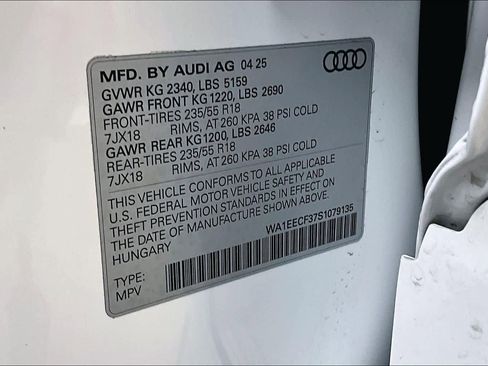 MFD. BY AUDI AG 04 25
GVWR KG 2340, LBS 5159
GAWR FRONT KG 1220, LBS 2690
FRONT-TIRES 235/55 R18
7JX18 RIMS, AT 260 KPA 38 PSI COLD
GAWR REAR KG 1200, LBS 2646
REAR-TIRES 235/55 R18
7JX18 RIMS, AT 260 KPA 38 PSI COLD
THIS VEHICLE CONFORMS TO ALL APPLICABLE
U.S. FEDERAL MOTOR VEHICLE SAFETY AND
THEFT PREVENTION STANDARDS IN EFFECT ON
THE DATE OF MANUFACTURE SHOWN ABOVE.
HUNGARY WA1EECF37S1079135
TYPE:
MPV